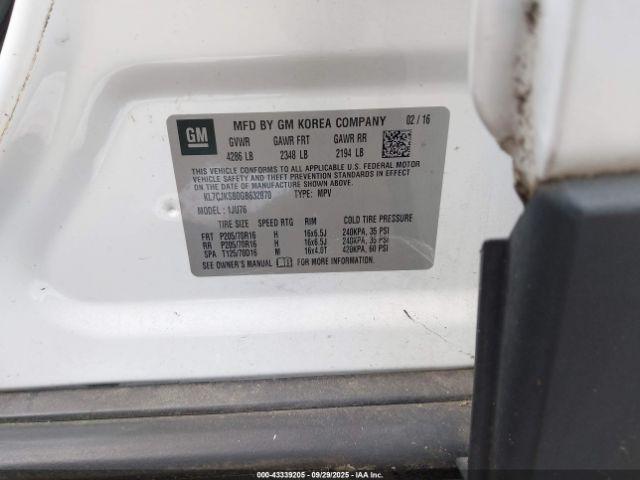 GM
MFD BY GM KOREA COMPANY 02 / 16
GVWR GAWR FRT GAWR RR
4286 LB 2348 LB 2194 LB
THIS VEHICLE CONFORMS TO ALL APPLICABLE U.S. FEDERAL MOTOR
VEHICLE SAFETY AND THEFT PREVENTION STANDARDS IN EFFECT ON
THE DATE OF MANUFACTURE SHOWN ABOVE.
TYPE: MPV
MODEL: 1JU76
TIRE SIZE SPEED RTG RIM COLD TIRE PRESSURE
FRT P205/70R16 H 16x6.5J 240KPA, 35 PSI
RR P205/70R16 H 16x6.5J 240KPA, 35 PSI
SPA T125/70D16 M 16x4.0T 420KPA, 60 PSI
SEE OWNER'S MANUAL FOR MORE INFORMATION.
000-43339205 - 09/29/2025 - IAAI.COM